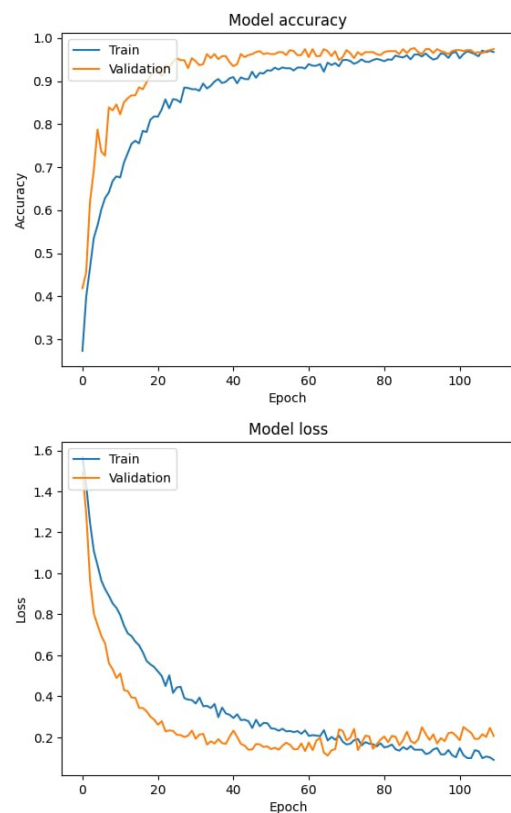 Model accuracy
1.0
0.9
0.8
0.7
0.6
0.5
0.4
0.3
Accuracy
Train
Validation
0 20 40 60 80 100
Epoch
Model loss
1.6
1.4
1.2
1.0
0.8
0.6
0.4
0.2
Loss
Train
Validation
0 20 40 60 80 100
Epoch